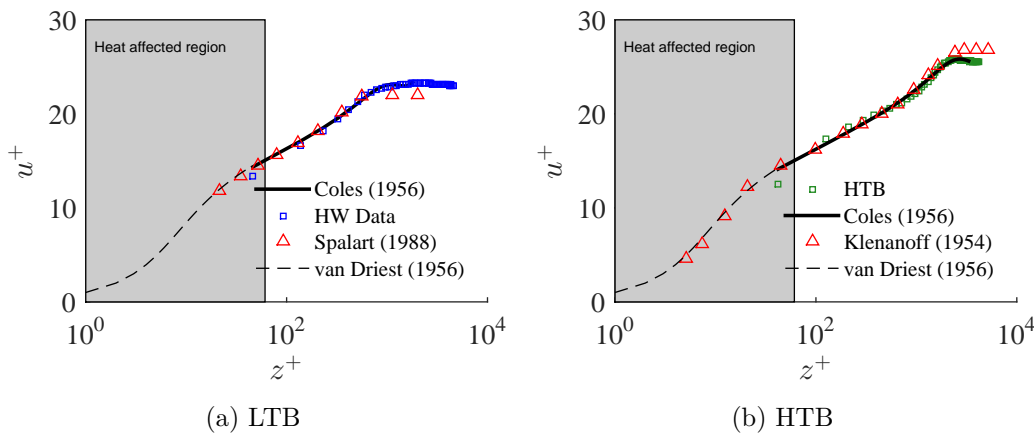 30
20
10
0
u+
Heat affected region
Coles (1956)
HW Data
Spalart (1988)
van Driest (1956)
10^0
10^2
10^4
z+
(a) LTB
30
20
10
0
u+
Heat affected region
HTB
Coles (1956)
Klenanoff (1954)
van Driest (1956)
10^0
10^2
10^4
z+
(b) HTB